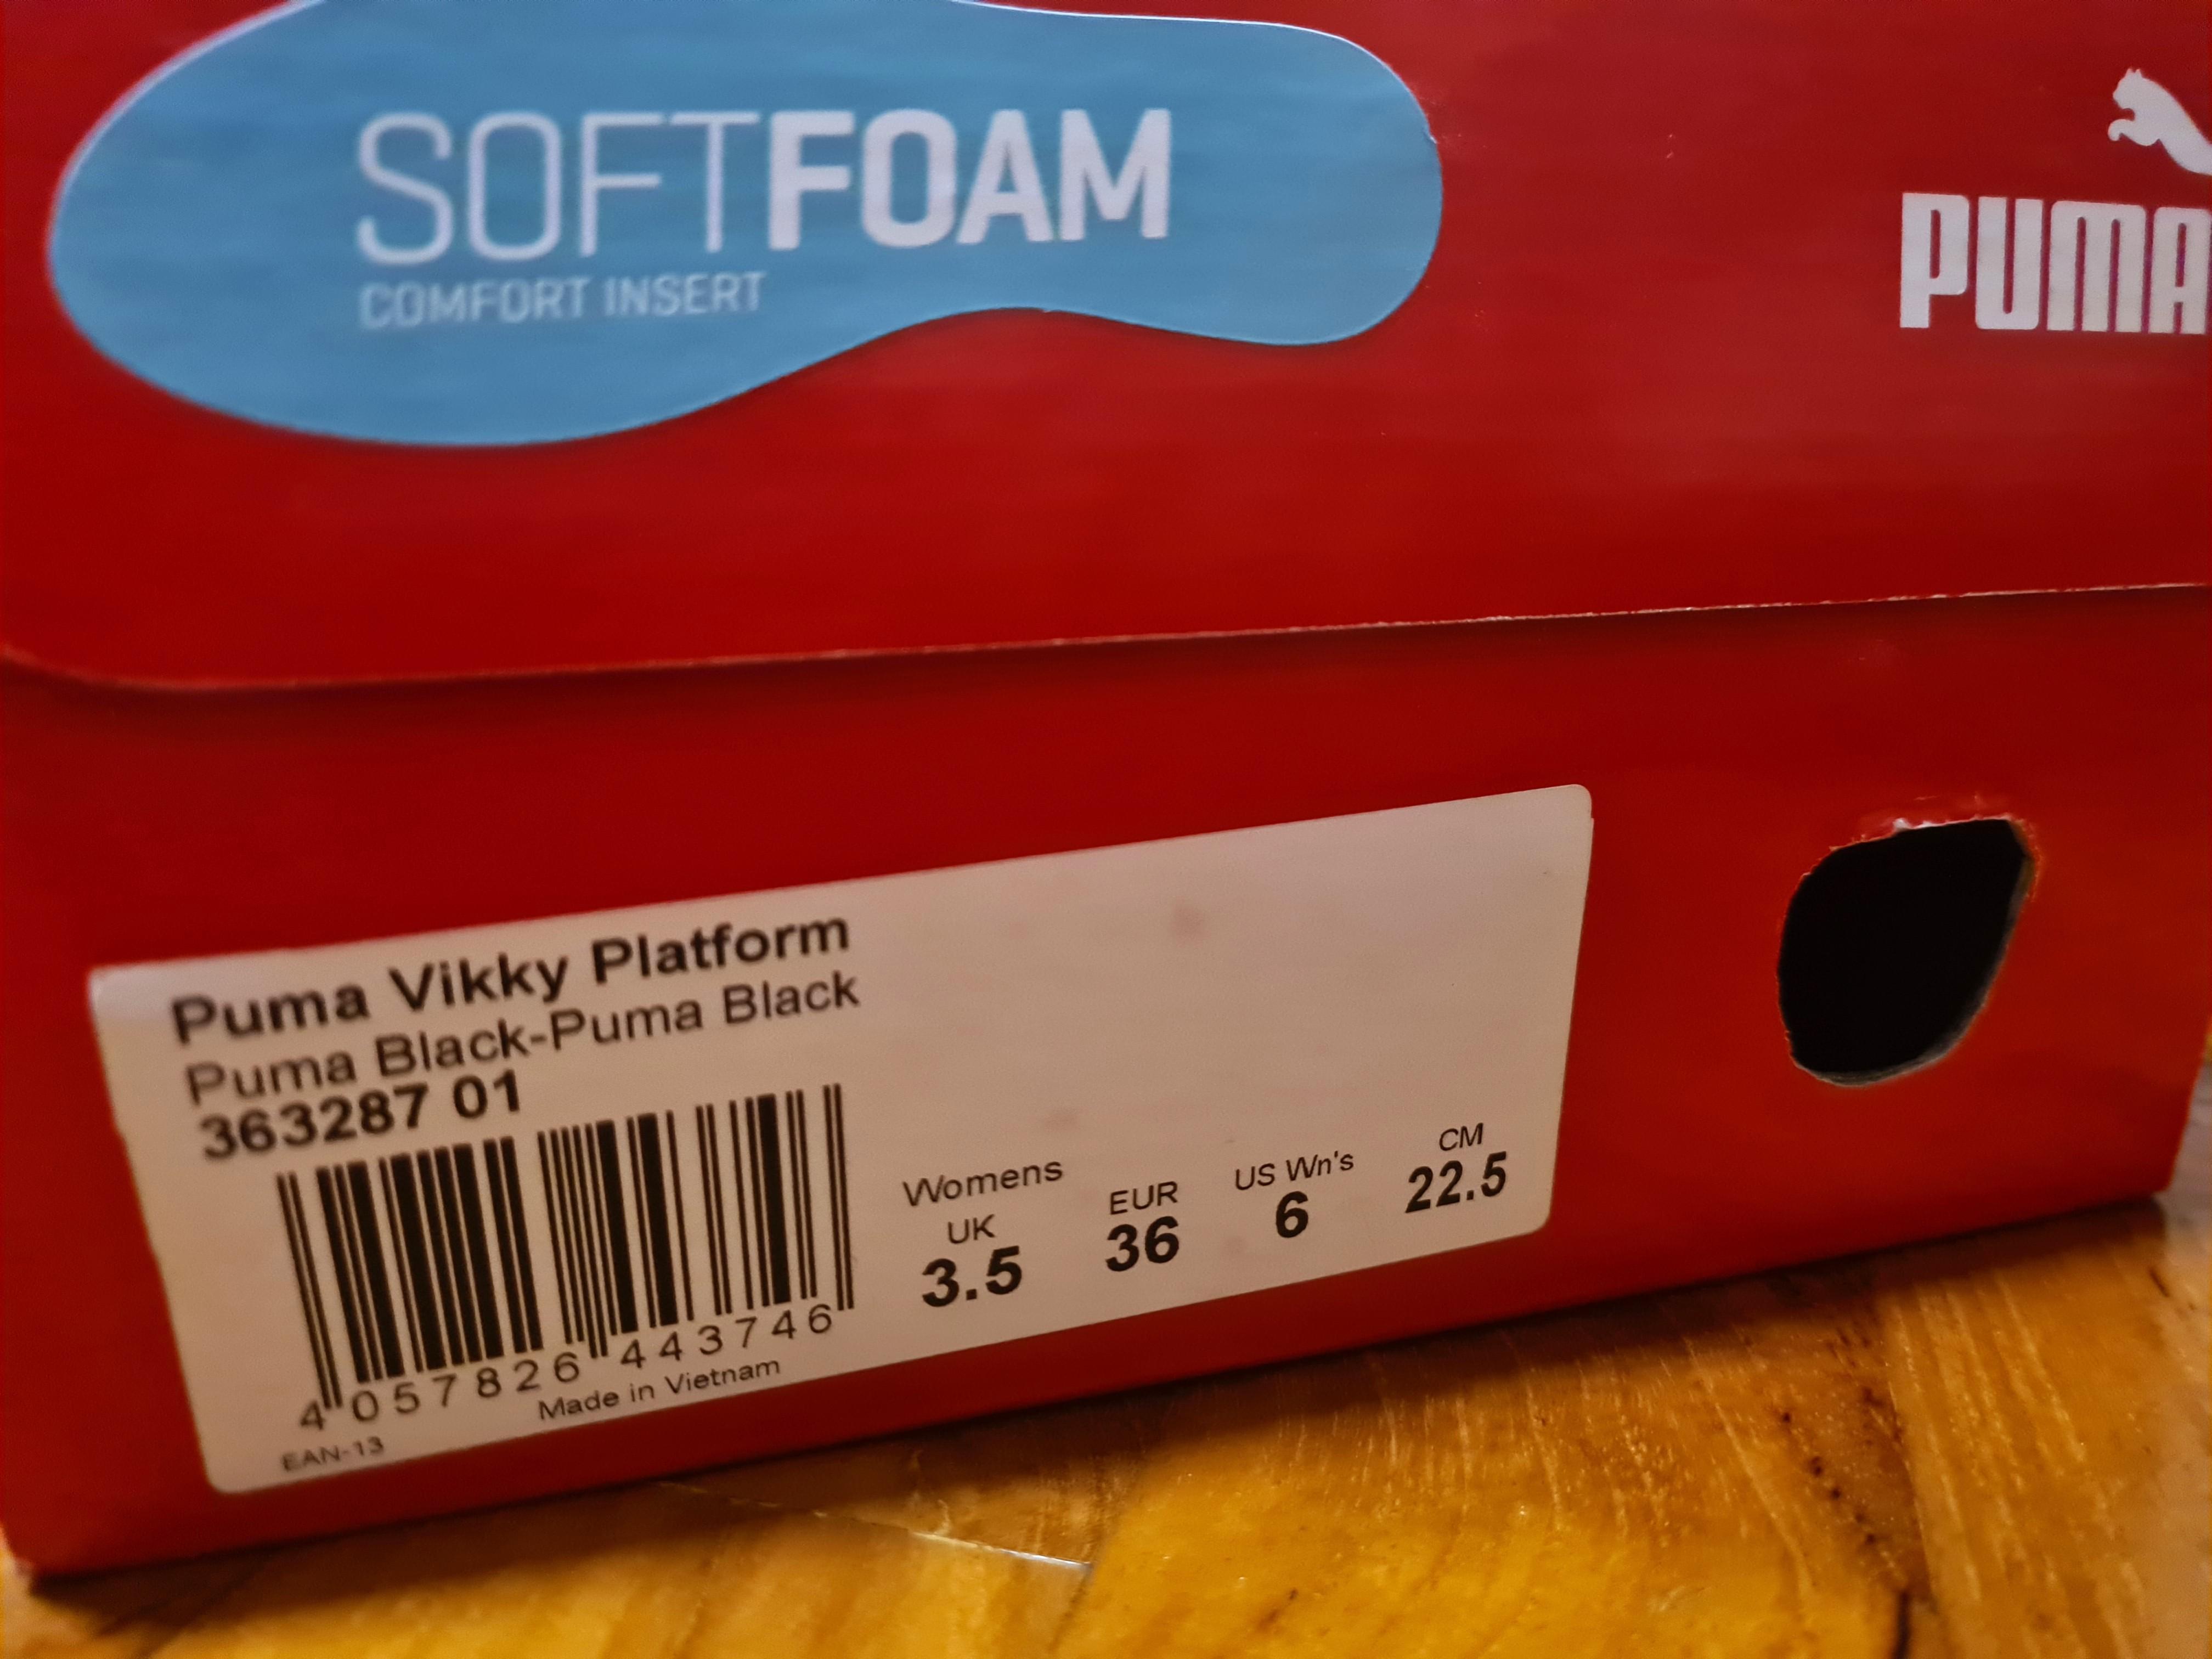 SOFTFOAM
COMFORT INSERT
PUMA
Puma Vikky Platform
Puma Black-Puma Black
363287 01
4 057826 443746
EAN-13
Made in Vietnam
Womens
UK EUR US Wn's CM
3.5 36 6 22.5